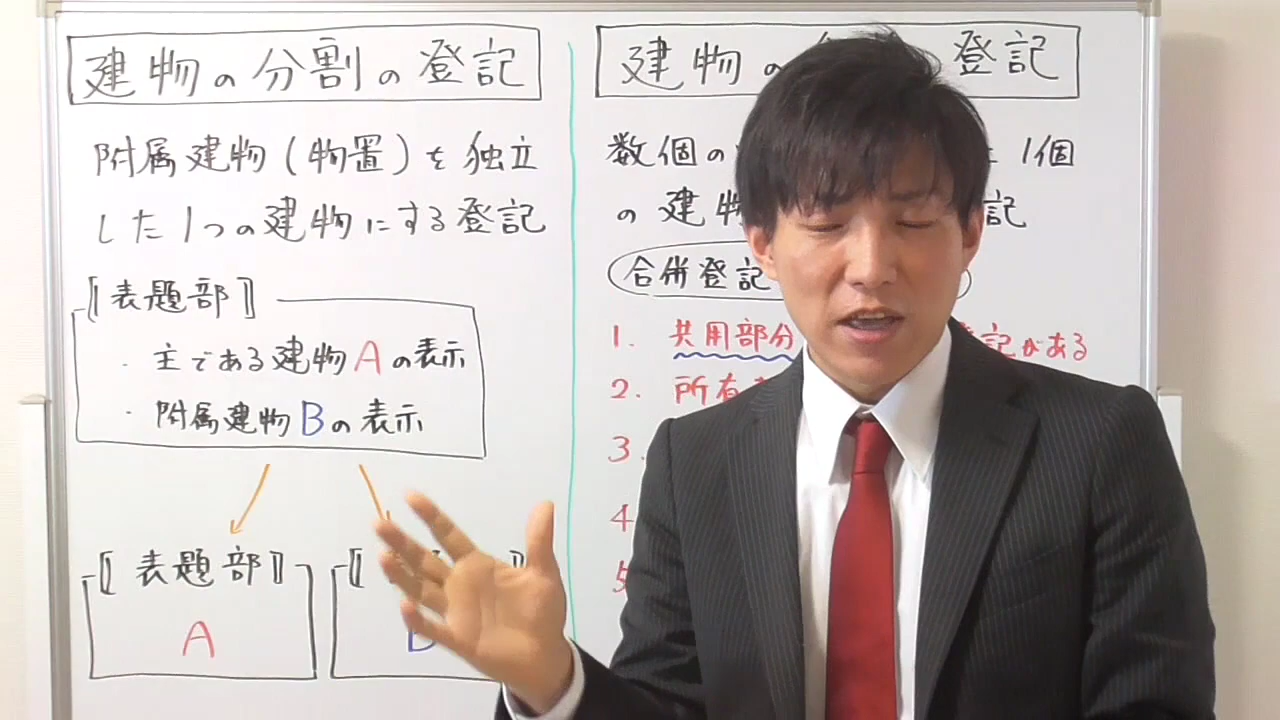 建物の分割の登記
附属建物(物置)を独立
した1つの建物にする登記
〚表題部〛
・主である建物Aの表示
・附属建物Bの表示
〚表題部〛
A
B
建物の 登記
数個の 1個
の建物 記
合併登記
1. 共用部分 登記がある
2. 所有
3.
4
5